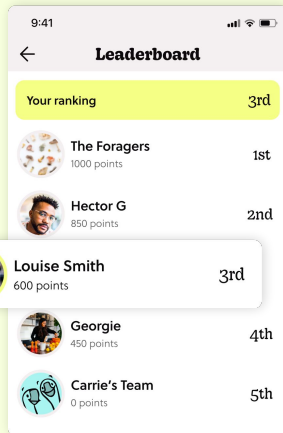 9:41
Leaderboard
Your ranking 3rd
The Foragers
1000 points
1st
Hector G
850 points
2nd
Louise Smith
600 points
3rd
Georgie
450 points
4th
Carrie's Team
0 points
5th